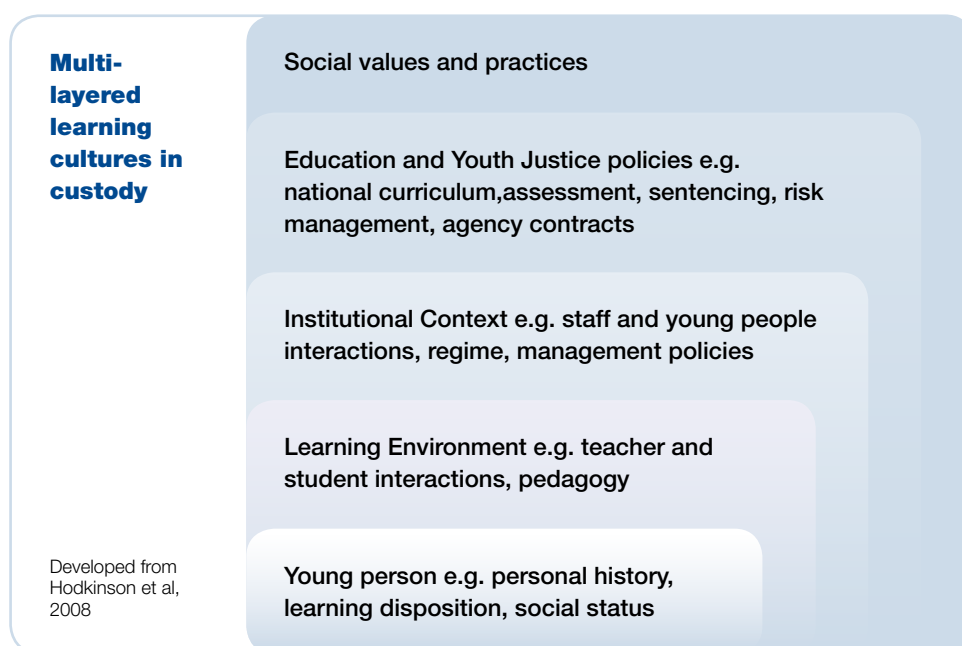 Multi-
layered
learning
cultures in
custody
Developed from
Hodkinson et al,
2008
Social values and practices
Education and Youth Justice policies e.g.
national curriculum,assessment, sentencing, risk
management, agency contracts
Institutional Context e.g. staff and young people
interactions, regime, management policies
Learning Environment e.g. teacher and
student interactions, pedagogy
Young person e.g. personal history,
learning disposition, social status